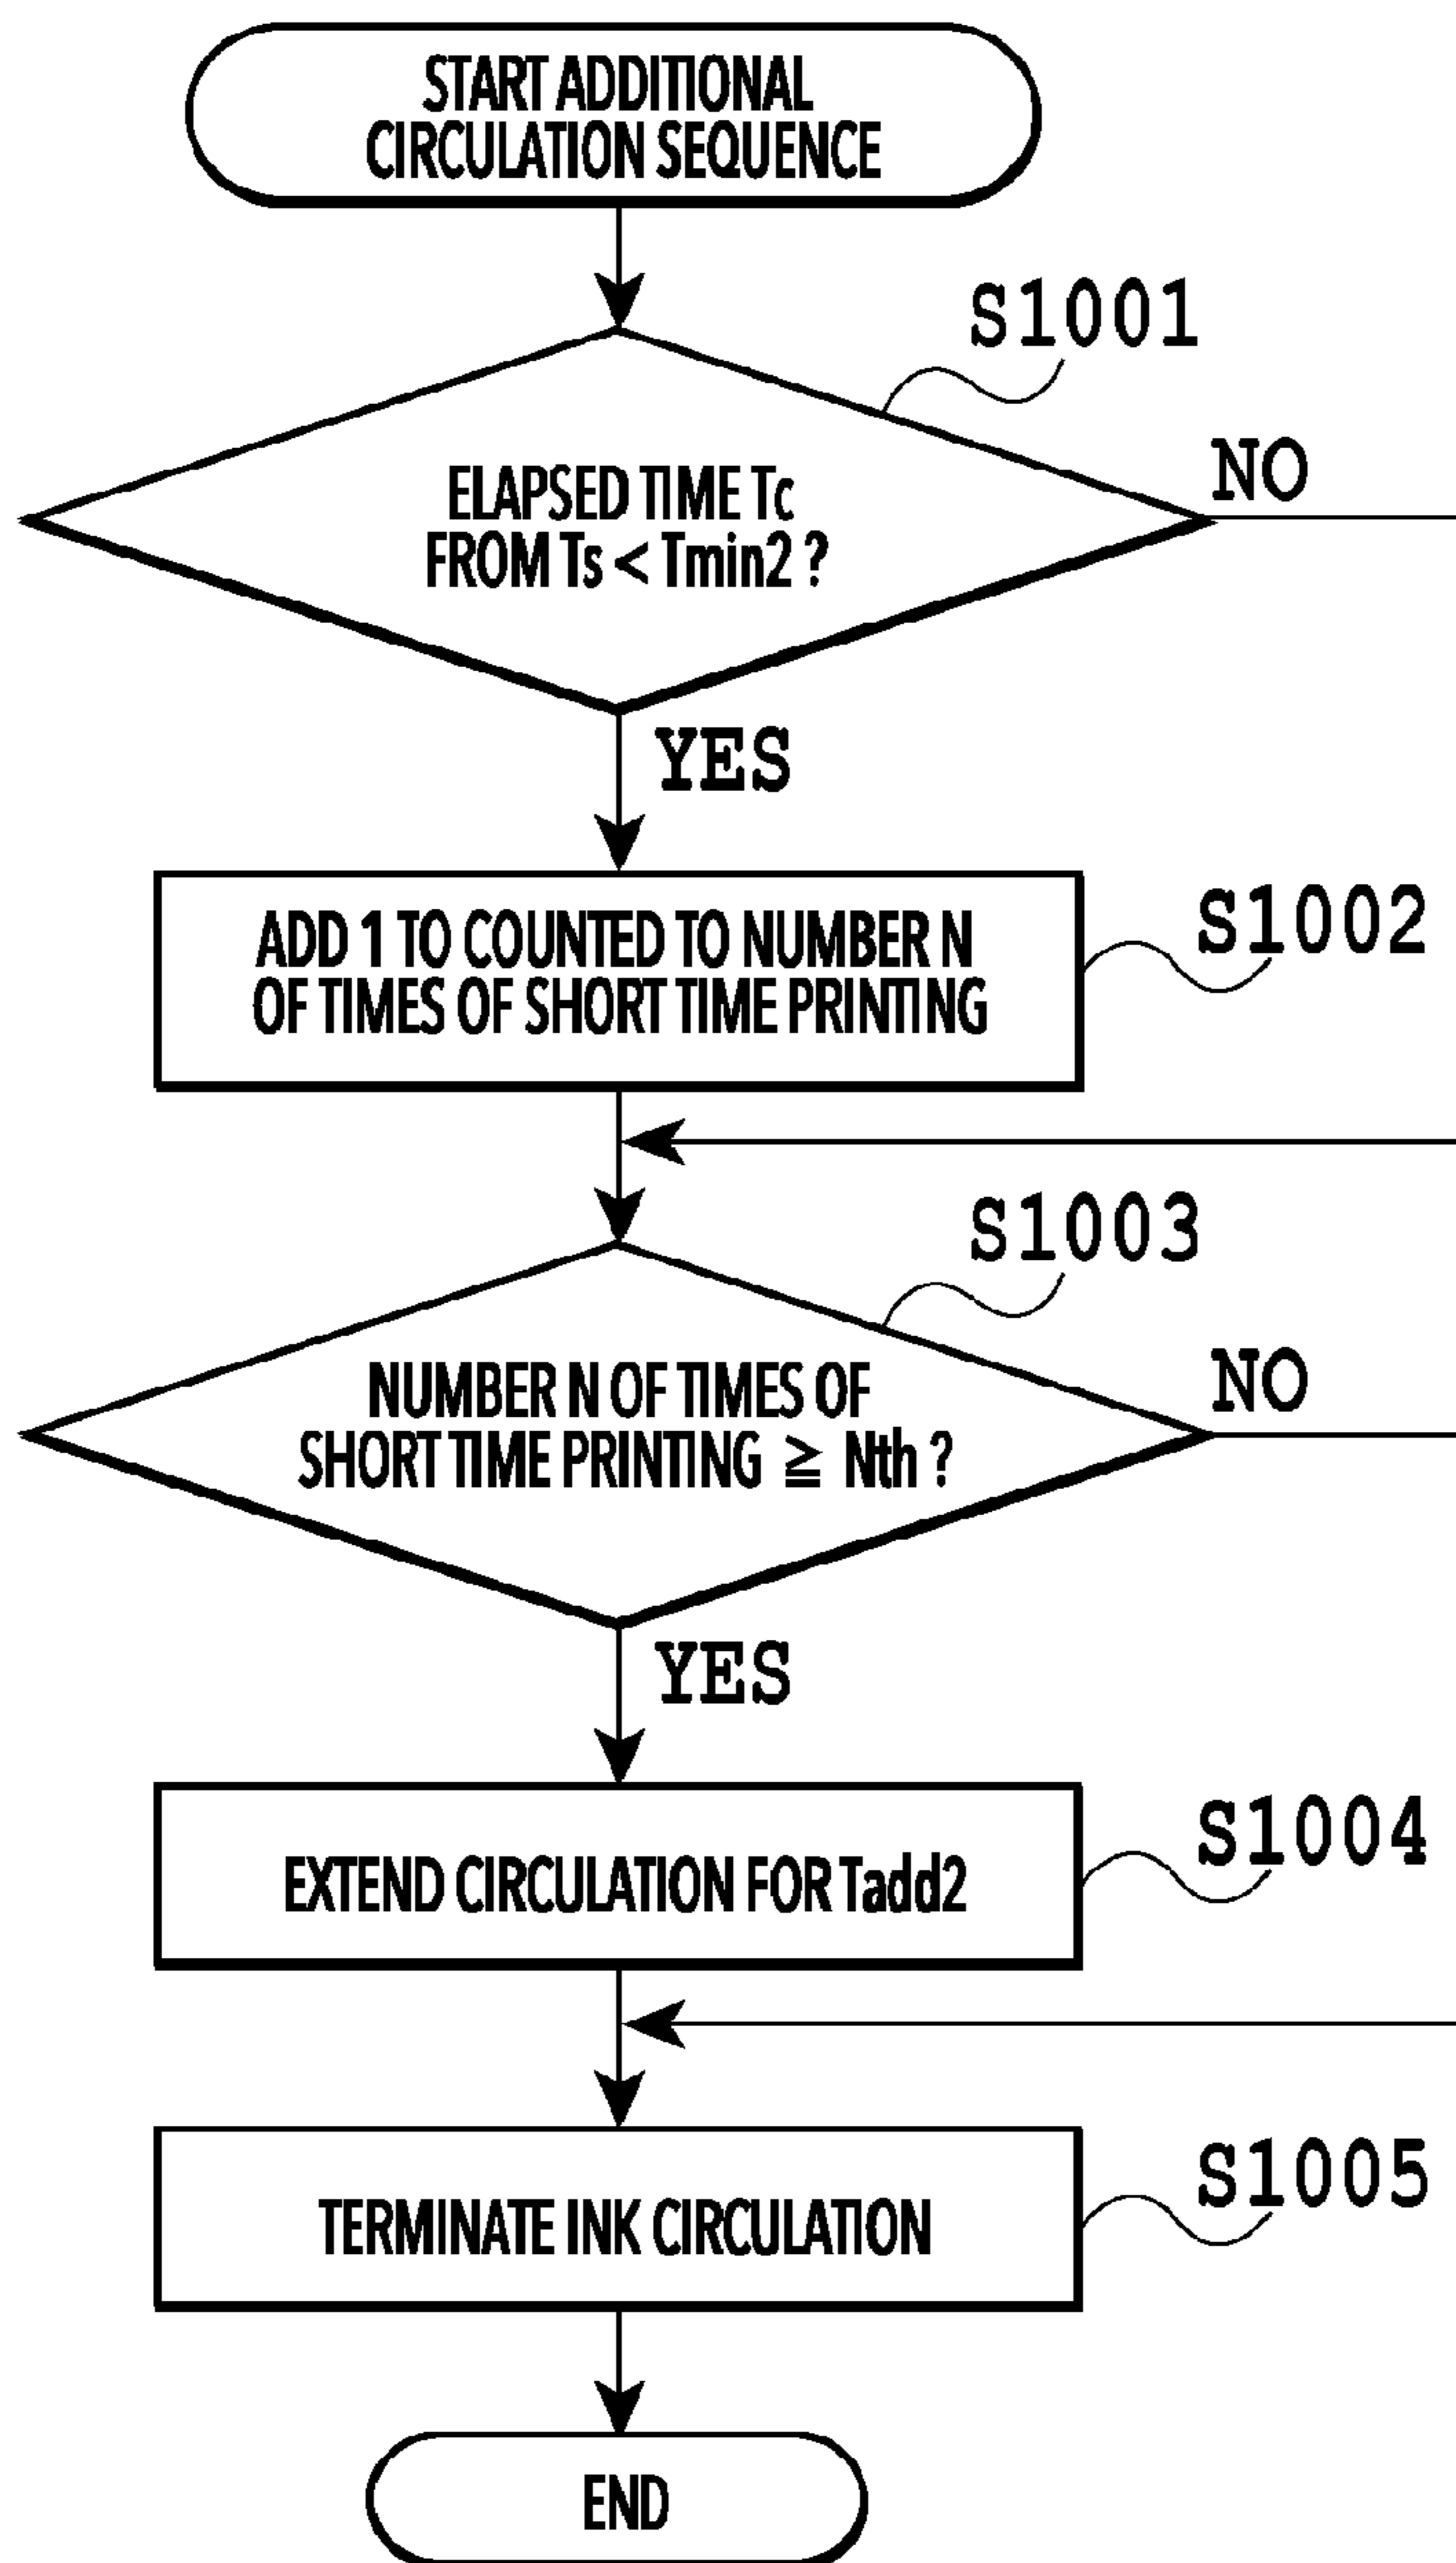 START ADDITIONAL
CIRCULATION SEQUENCE
S1001
ELAPSED TIME Tc
FROM Ts < Tmin2 ?
NO
YES
ADD 1 TO COUNTED TO NUMBER N
OF TIMES OF SHORT TIME PRINTING
S1002
S1003
NUMBER N OF TIMES OF
SHORT TIME PRINTING ≧ Nth ?
NO
YES
EXTEND CIRCULATION FOR Tadd2
S1004
TERMINATE INK CIRCULATION
S1005
END